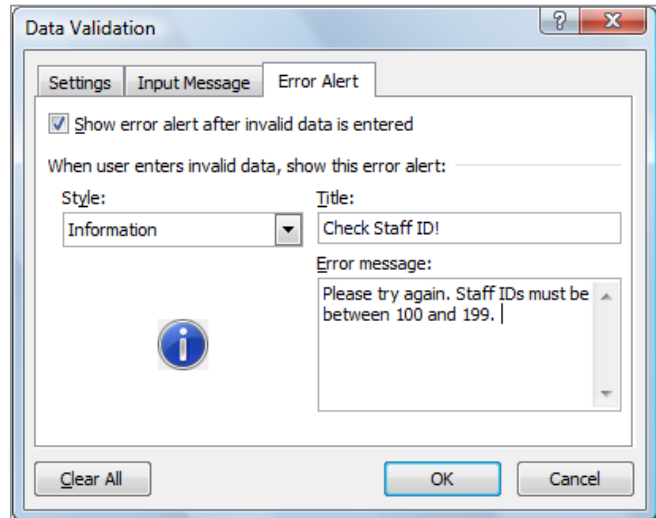 Data Validation
Settings
Input Message
Error Alert
Show error alert after invalid data is entered
When user enters invalid data, show this error alert:
Style:
Title:
Information
Check Staff ID!
Error message:
Please try again. Staff IDs must be
between 100 and 199.
Clear All
OK
Cancel